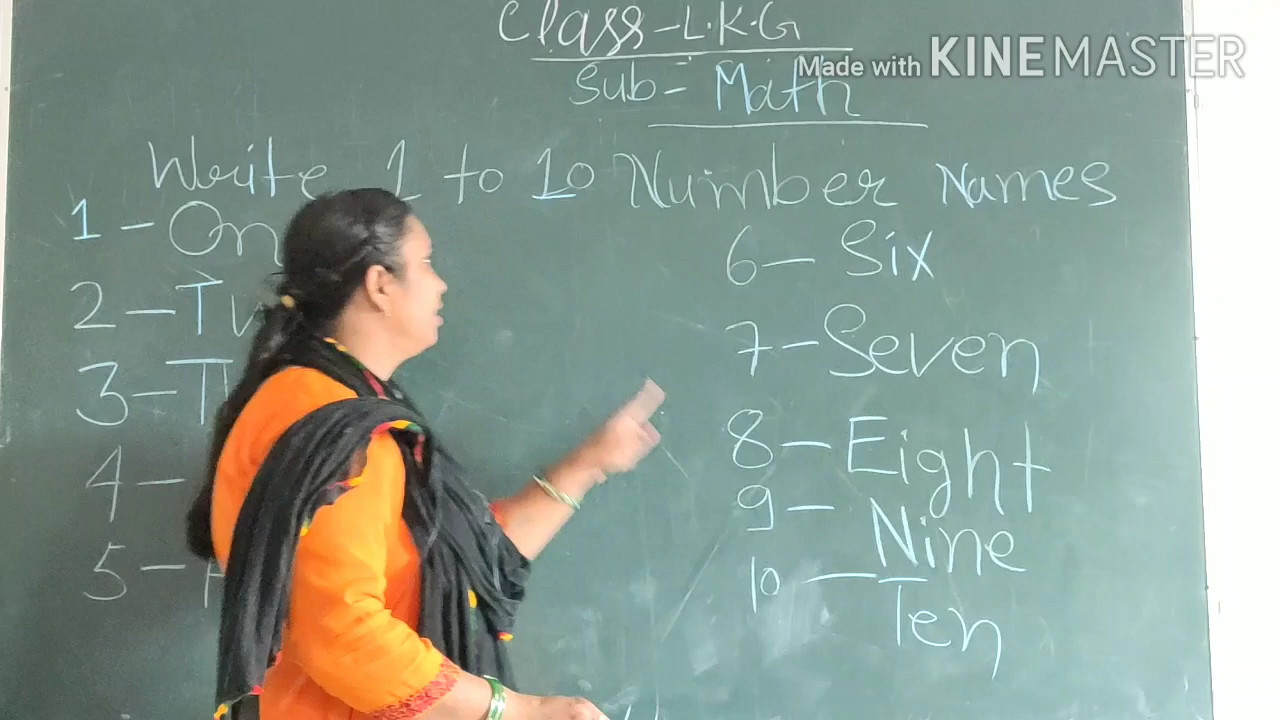 Class - L.K.G
Sub - Math
Made with KINEMASTER
Write 1 to 10 Number Names
1 - On
2 - Tw
3 - T
4 -
5 - F
6 - Six
7 - Seven
8 - Eight
9 - Nine
10 - Ten